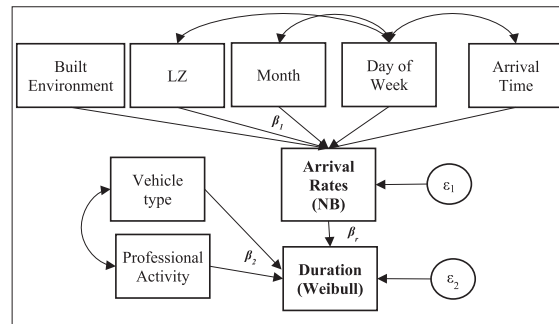 Built
Environment
LZ
Month
Day of
Week
Arrival
Time
β1
Arrival
Rates
(NB)
ε1
Vehicle
type
βr
β2
Professional
Activity
Duration
(Weibull)
ε2